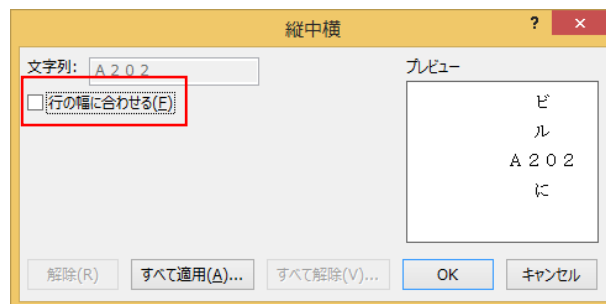 縦中横
? ×
文字列: A202
行の幅に合わせる(F)
プレビュー
ビ
ル
A202
に
解除(R) すべて適用(A)... すべて解除(V)... OK キャンセル